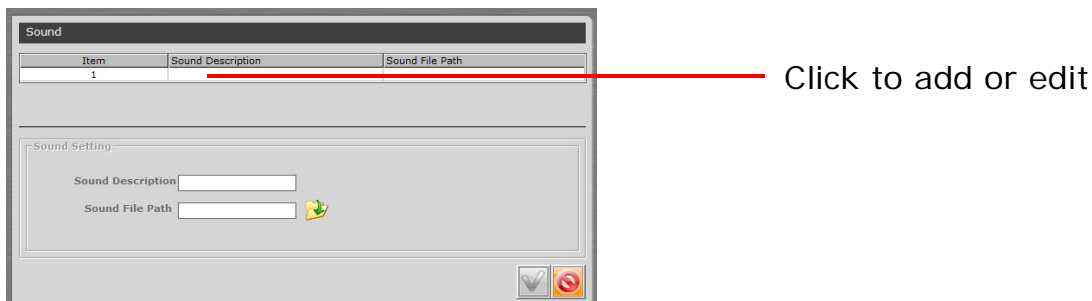 Sound
Item Sound Description Sound File Path
1
Click to add or edit
Sound Setting
Sound Description
Sound File Path